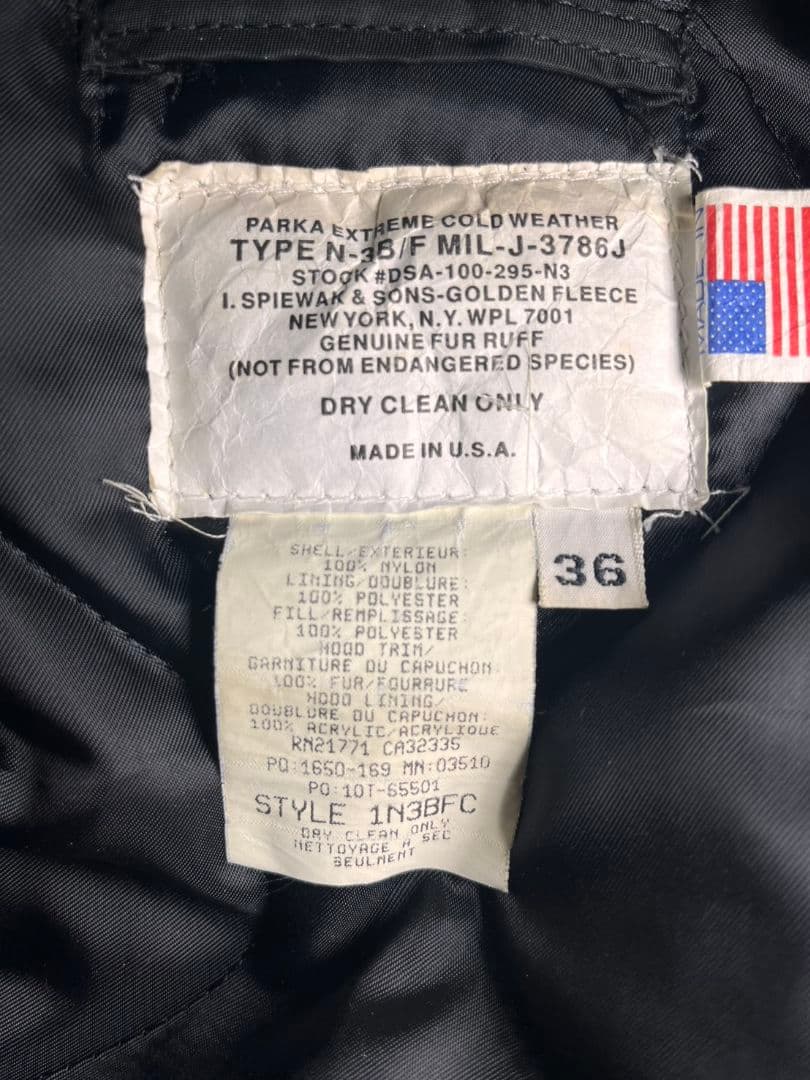 PARKA EXTREME COLD WEATHER
TYPE N-3B/F MIL-J-3786J
STOCK #DSA-100-295-N3
I. SPIEWAK & SONS-GOLDEN FLEECE
NEW YORK, N.Y. WPL 7001
GENUINE FUR RUFF
(NOT FROM ENDANGERED SPECIES)
DRY CLEAN ONLY
MADE IN U.S.A.
MADE IN
36
SHELL/EXTERIEUR:
100% NYLON
LINING/DOUBLURE:
100% POLYESTER
FILL/REMPLISSAGE:
100% POLYESTER
HOOD TRIM/
GARNITURE DU CAPUCHON:
100% FUR/FOURRURE
HOOD LINING/
DOUBLURE DU CAPUCHON:
100% ACRYLIC/ACRYLIQUE
RN21771 CA32335
PO:1650-169 MN:03510
PO:10T-65501
STYLE 1N3BFC
DRY CLEAN ONLY
NETTOYAGE A SEC
SEULMENT